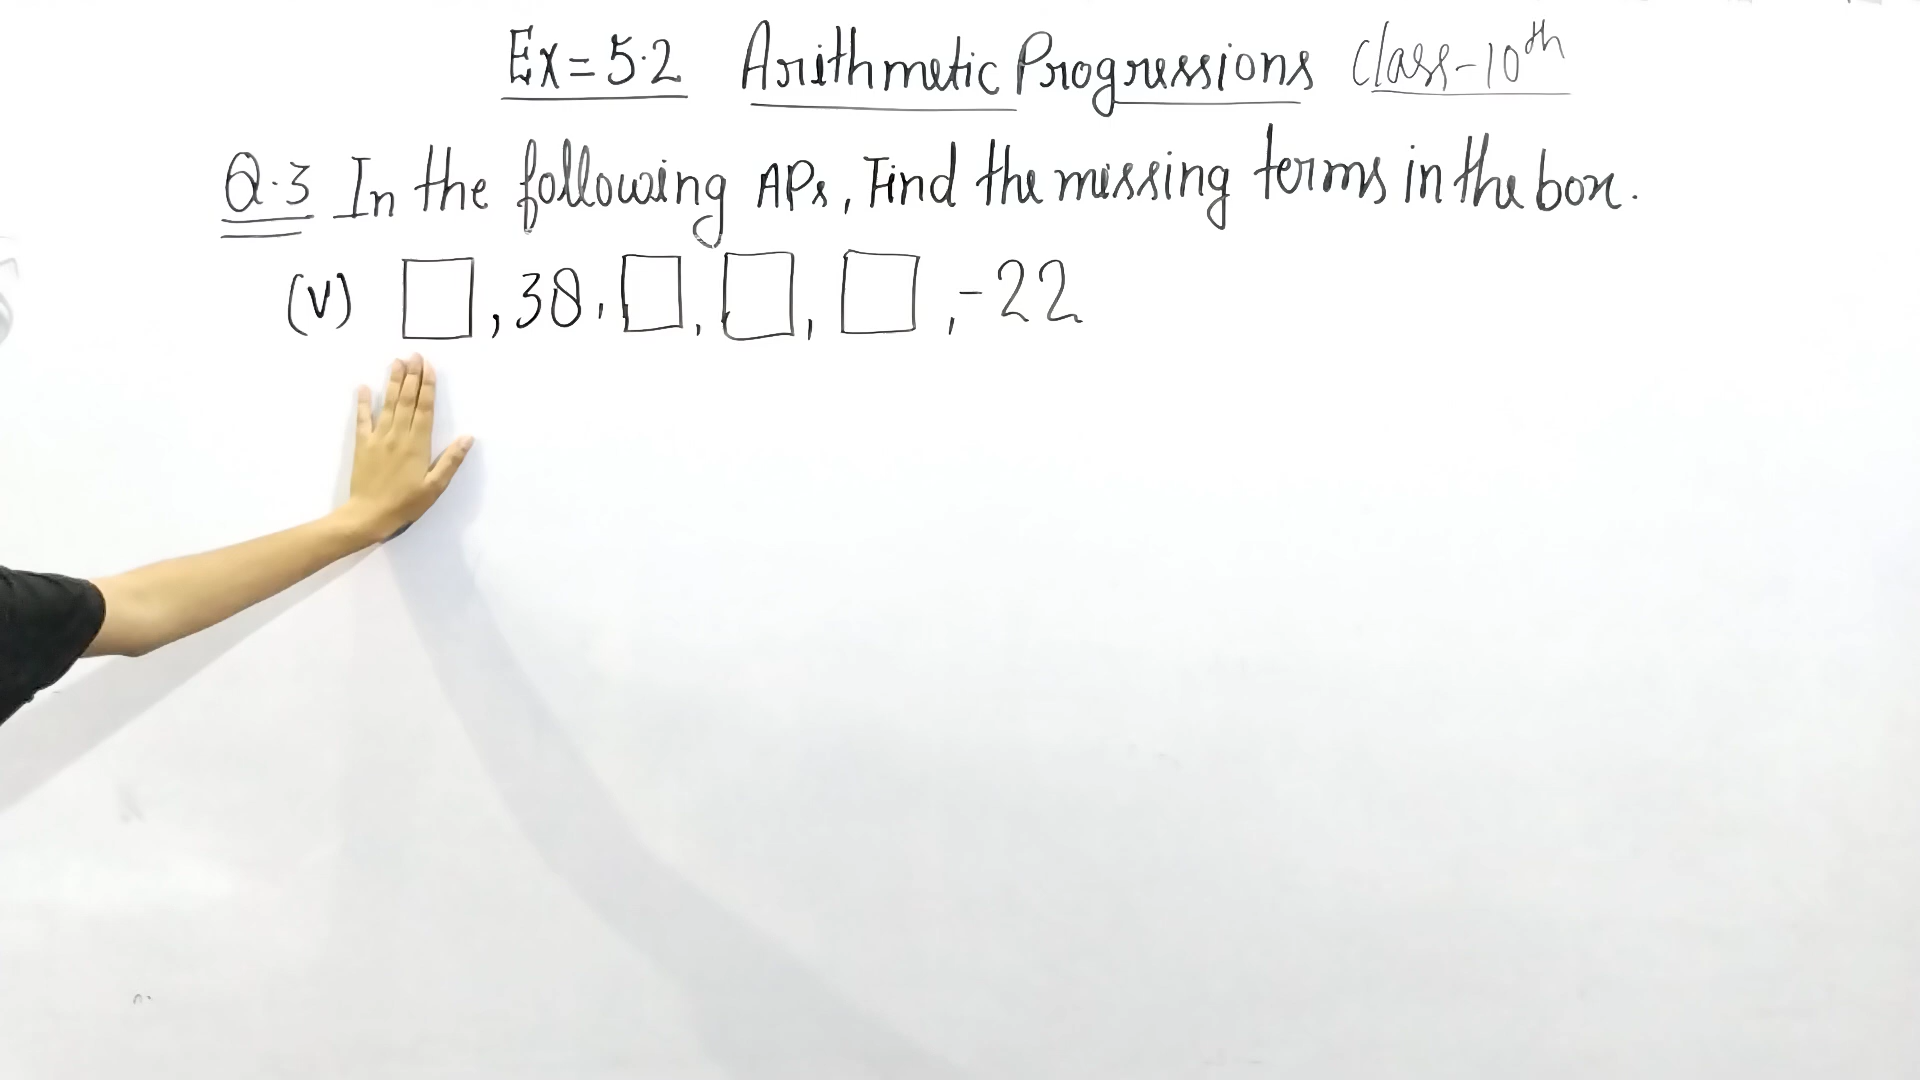 Ex=5.2 Arithmetic Progressions Class-10th
Q.3 In the following APs, Find the missing terms in the box.
(V) □, 38, □, □, □, -22